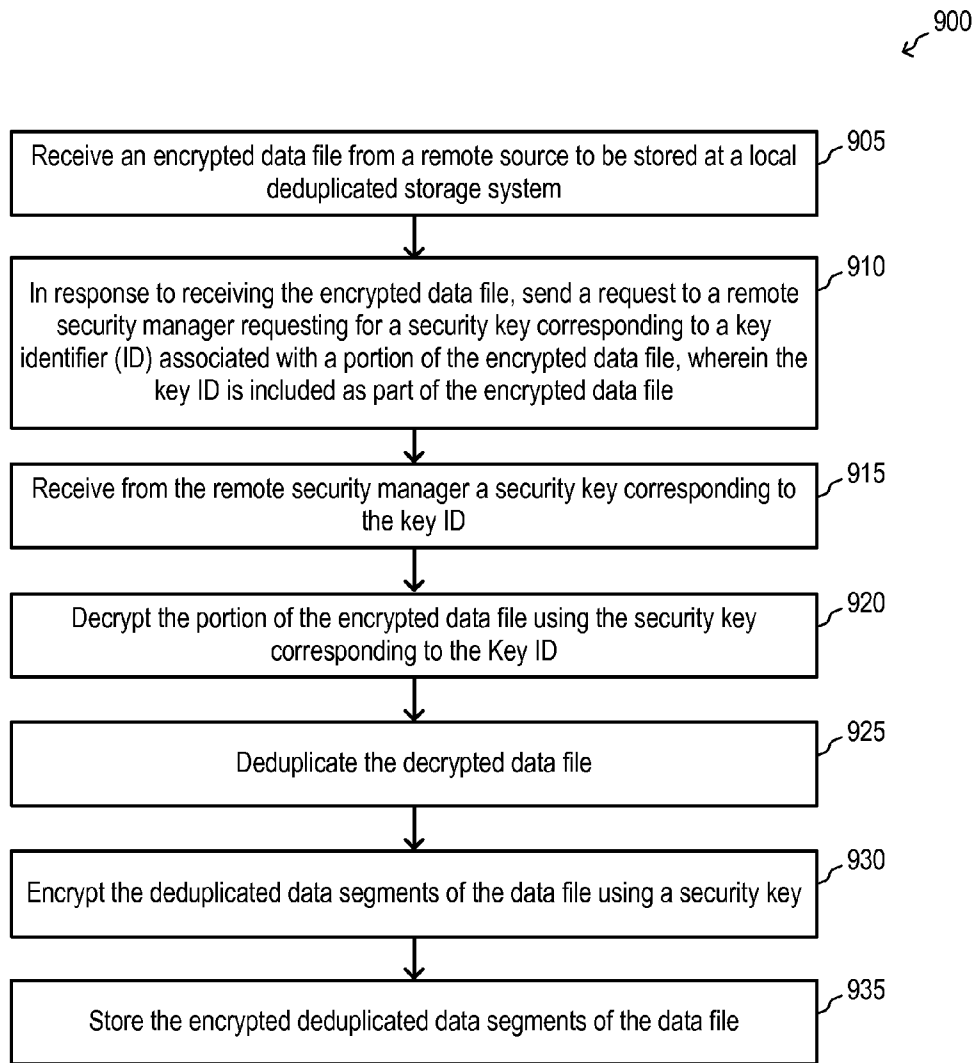 900
Receive an encrypted data file from a remote source to be stored at a local
deduplicated storage system
905
In response to receiving the encrypted data file, send a request to a remote
security manager requesting for a security key corresponding to a key
identifier (ID) associated with a portion of the encrypted data file, wherein the
key ID is included as part of the encrypted data file
910
Receive from the remote security manager a security key corresponding to
the key ID
915
Decrypt the portion of the encrypted data file using the security key
corresponding to the Key ID
920
Deduplicate the decrypted data file
925
Encrypt the deduplicated data segments of the data file using a security key
930
Store the encrypted deduplicated data segments of the data file
935